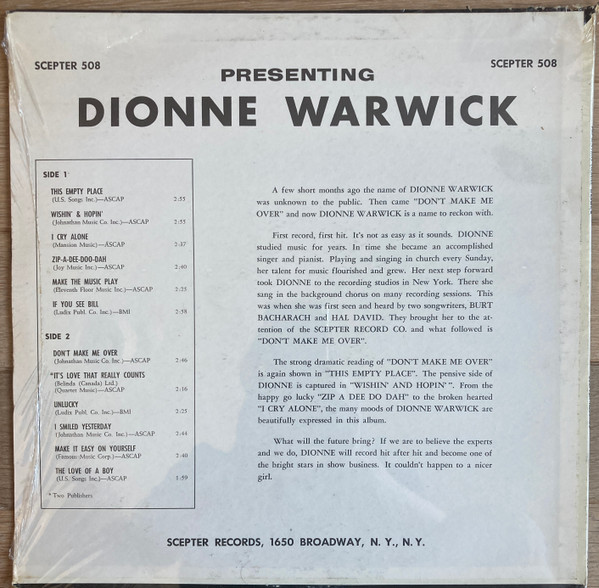 SCEPTER 508
SCEPTER 508
PRESENTING
DIONNE WARWICK
SIDE 1
THIS EMPTY PLACE
(U.S. Songs Inc.)—ASCAP 2:55
WISHIN' & HOPIN'
(Johnathan Music Co. Inc.)—ASCAP 2:55
I CRY ALONE
(Mansion Music)—ASCAP 2:37
ZIP-A-DEE-DOO-DAH
(Joy Music Inc.)—ASCAP 2:40
MAKE THE MUSIC PLAY
(Eleventh Floor Music Inc.)—ASCAP 2:25
IF YOU SEE BILL
(Ludix Publ. Co. Inc.)—BMI 2:58
SIDE 2
DON'T MAKE ME OVER
(Johnathan Music Co. Inc.)—ASCAP 2:46
*IT'S LOVE THAT REALLY COUNTS
(Belinda (Canada) Ltd.)
(Quartet Music)—ASCAP 2:16
UNLUCKY
(Ludix Publ. Co. Inc.)—BMI 2:25
I SMILED YESTERDAY
(Johnathan Music Co. Inc.)—ASCAP 2:44
MAKE IT EASY ON YOURSELF
(Famous Music Corp.)—ASCAP 2:40
THE LOVE OF A BOY
(U.S. Songs Inc.)—ASCAP 1:59
*Two Publishers
A few short months ago the name of DIONNE WARWICK
was unknown to the public. Then came "DON'T MAKE ME
OVER" and now DIONNE WARWICK is a name to reckon with.
First record, first hit. It's not as easy as it sounds. DIONNE
studied music for years. In time she became an accomplished
singer and pianist. Playing and singing in church every Sunday,
her talent for music flourished and grew. Her next step forward
took DIONNE to the recording studios in New York. There she
sang in the background chorus on many recording sessions. This
was when she was first seen and heard by two songwriters, BURT
BACHARACH and HAL DAVID. They brought her to the at-
tention of the SCEPTER RECORD CO. and what followed is
"DON'T MAKE ME OVER".
The strong dramatic reading of "DON'T MAKE ME OVER"
is again shown in "THIS EMPTY PLACE". The pensive side of
DIONNE is captured in "WISHIN' AND HOPIN'". From the
happy go lucky "ZIP A DEE DO DAH" to the broken hearted
"I CRY ALONE", the many moods of DIONNE WARWICK are
beautifully expressed in this album.
What will the future being? If we are to believe the experts
and we do, DIONNE will record hit after hit and become one of
the bright stars in show business. It couldn't happen to a nicer
girl.
SCEPTER RECORDS, 1650 BROADWAY, N. Y., N. Y.